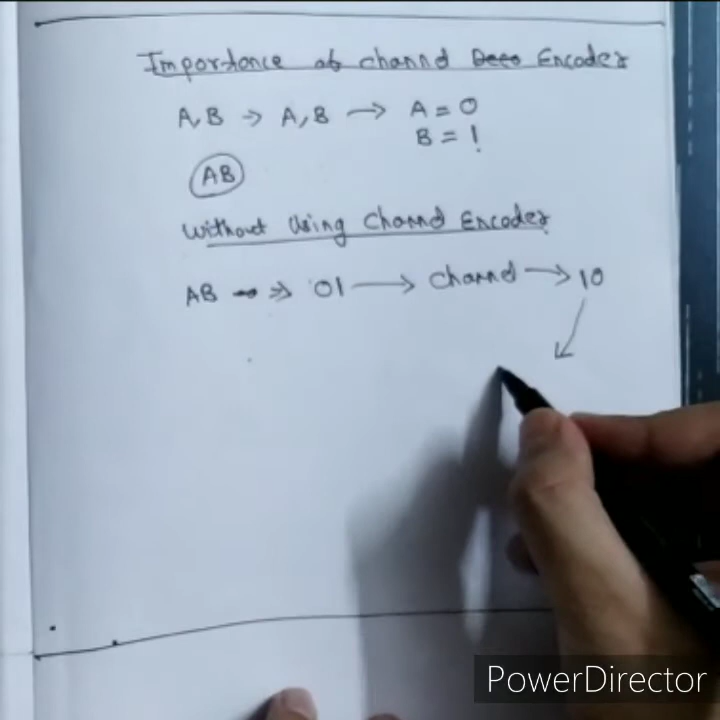 Importance of Channel Encoder
A,B → A,B → A = 0
B = 1
AB
Without Using Channel Encoder
AB → 01 → Channel → 10
PowerDirector